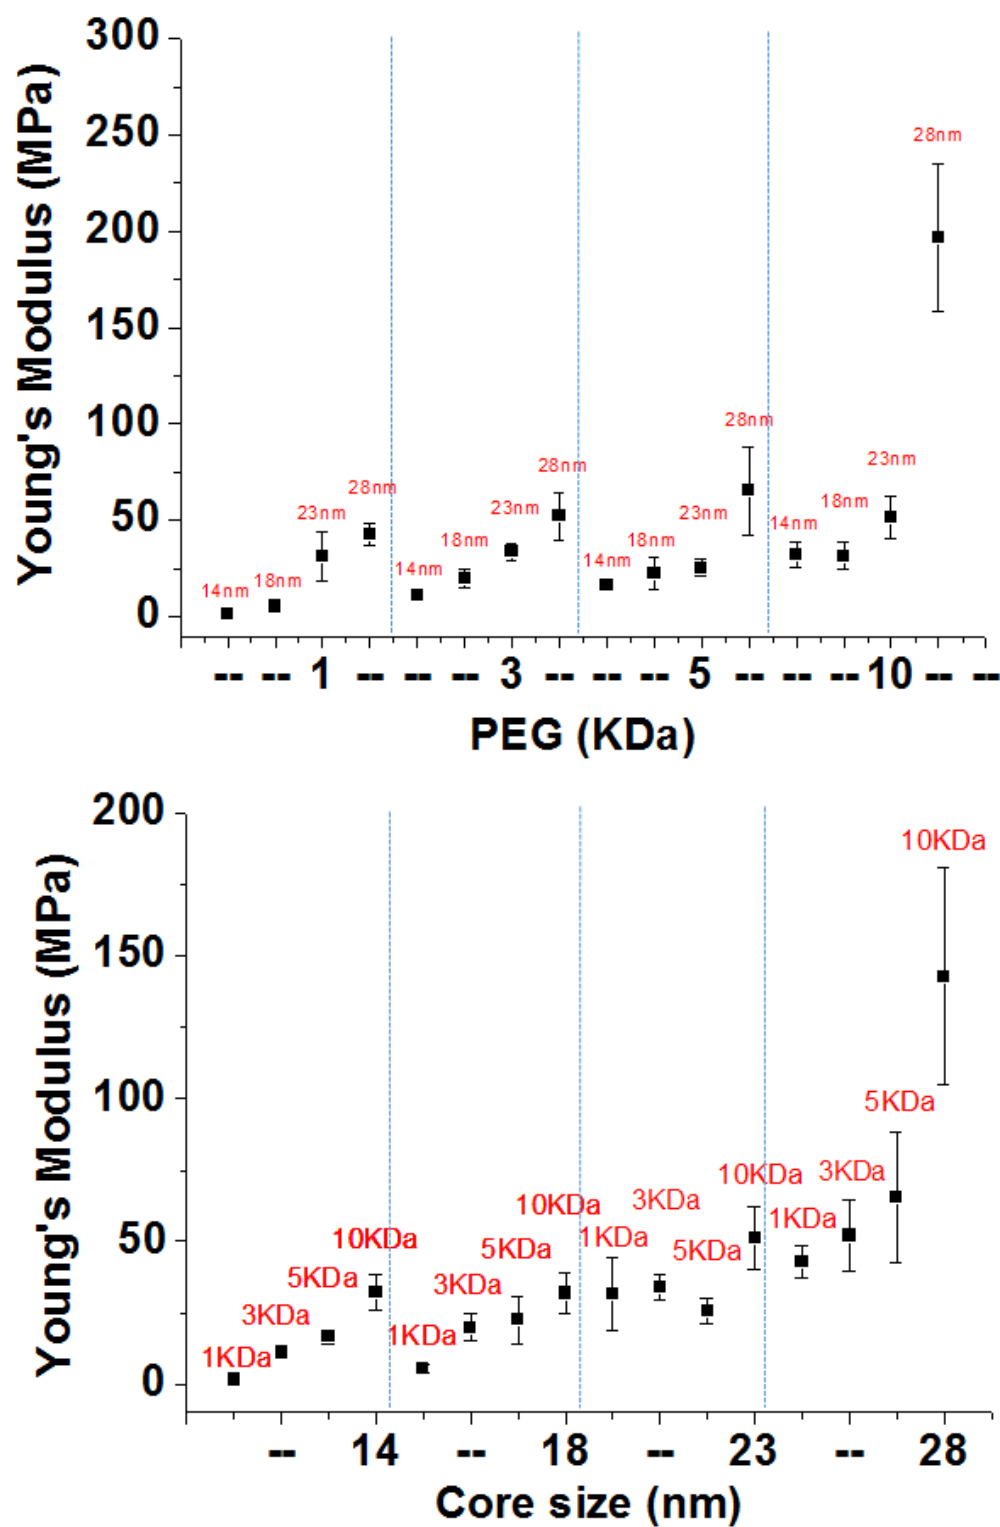 300
250
200
150
100
50
0
Young's Modulus (MPa)
14nm
18nm
23nm
28nm
14nm
18nm
23nm
28nm
14nm
18nm
23nm
28nm
14nm
18nm
23nm
28nm
-- -- 1 -- -- -- 3 -- -- -- 5 -- -- -- 10 -- --
PEG (KDa)
200
150
100
50
0
Young's Modulus (MPa)
1KDa
3KDa
5KDa
10KDa
1KDa
3KDa
5KDa
10KDa
1KDa
3KDa
5KDa
10KDa
1KDa
3KDa
5KDa
10KDa
-- 14 -- 18 -- 23 -- 28
Core size (nm)